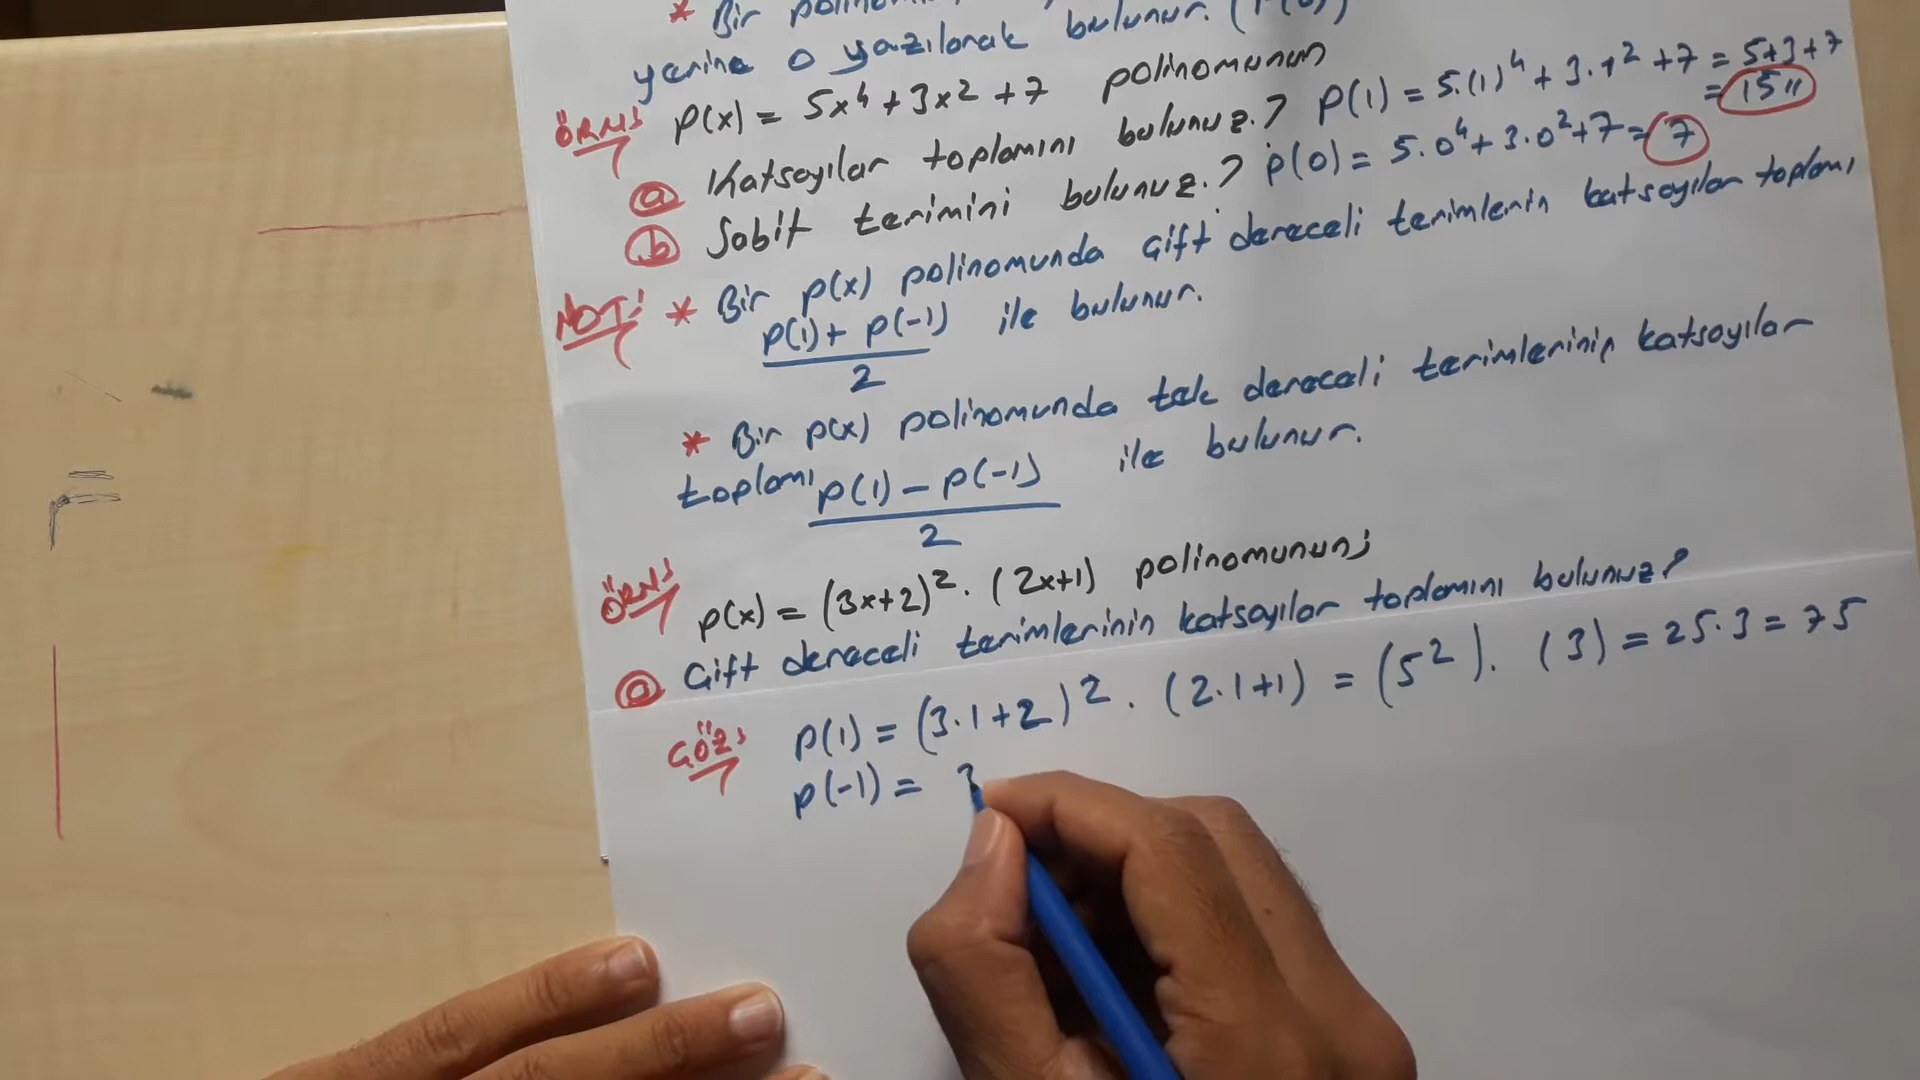 * Bir
yerine 0 yazılarak bulunur. (P(0))
ÖRN: P(x) = 5x⁴ + 3x² + 7 polinomunun
(a) Katsayılar toplamını bulunuz.? P(1) = 5.(1)⁴ + 3.1² + 7 = 5+3+7
= 15//
(b) Sabit terimini bulunuz.? P(0) = 5.0⁴ + 3.0² + 7 = 7
NOT: * Bir P(x) polinomunda Çift dereceli terimlerin katsayılar toplamı
P(1) + P(-1) / 2 ile bulunur.
* Bir P(x) polinomunda tek dereceli terimlerinin katsayılar
toplamı P(1) - P(-1) / 2 ile bulunur.
ÖRN: P(x) = (3x+2)² . (2x+1) polinomunun;
(a) Çift dereceli terimlerinin katsayılar toplamını bulunuz?
ÇÖZ: P(1) = (3.1+2)² . (2.1+1) = (5²) . (3) = 25.3 = 75
P(-1) =